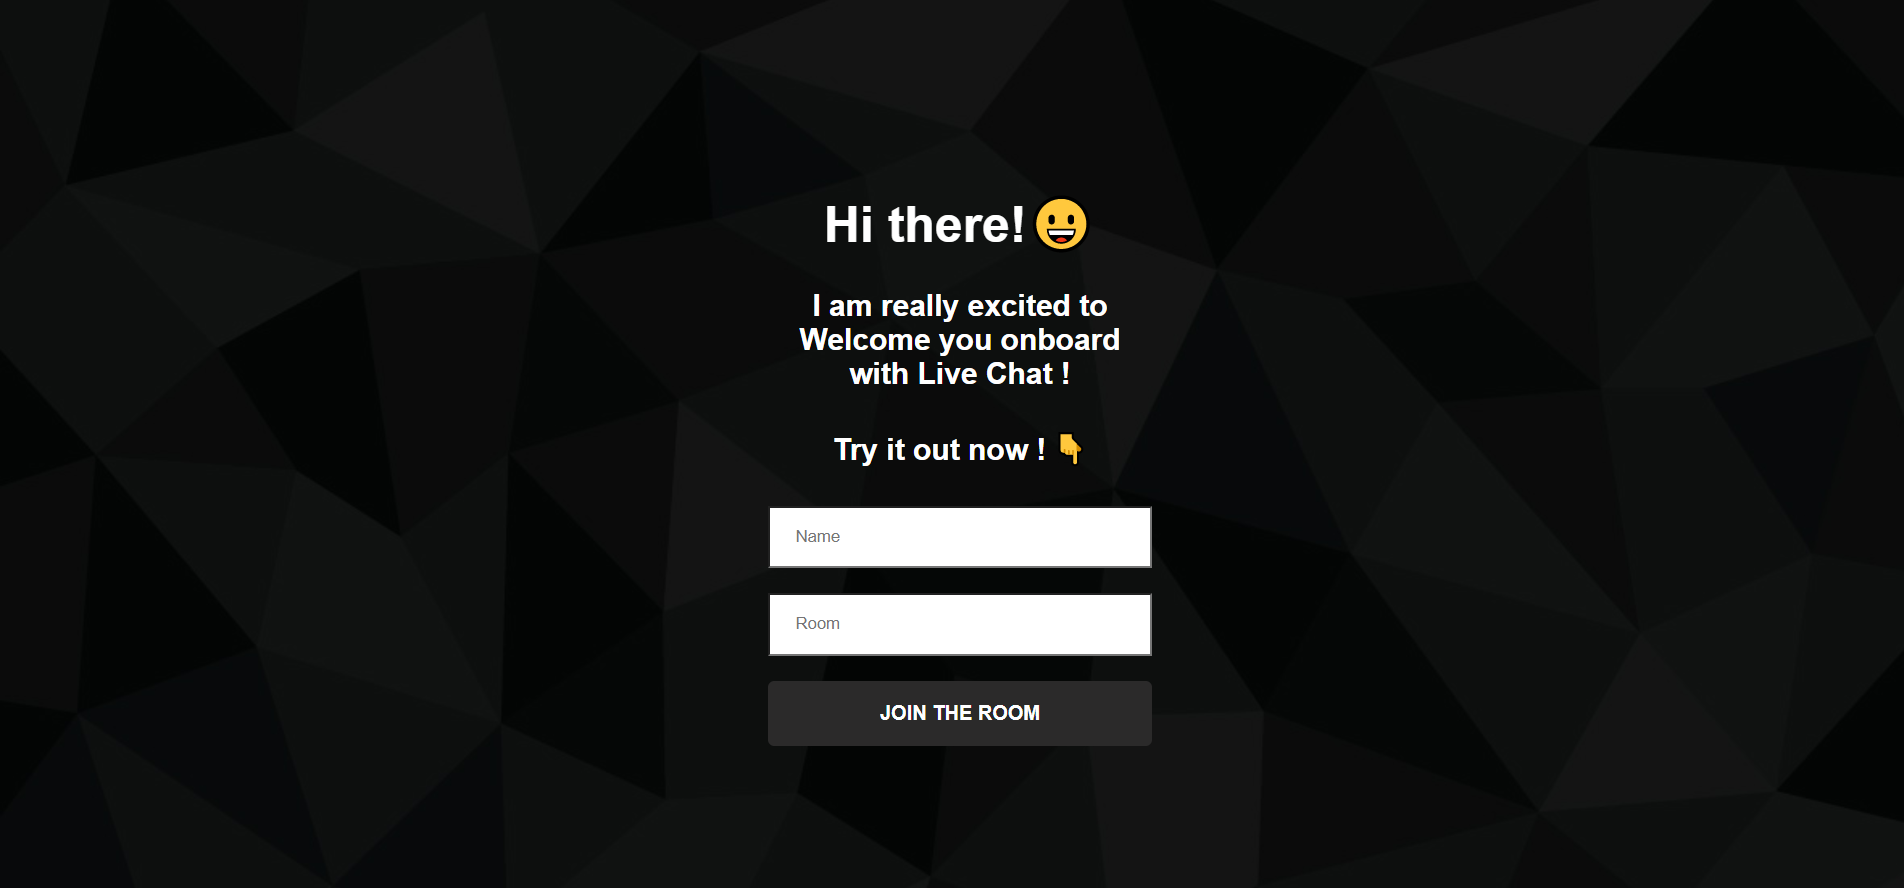 Hi there!😀
I am really excited to
Welcome you onboard
with Live Chat !
Try it out now ! 👇
Name
Room
JOIN THE ROOM